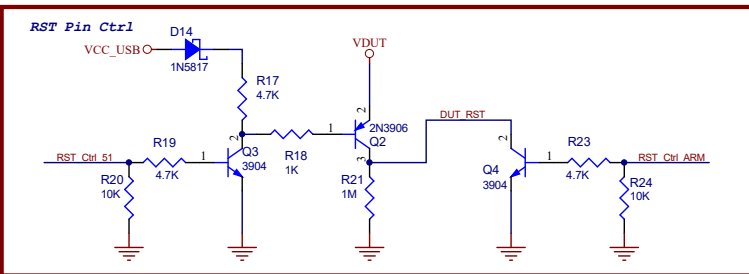 RST Pin Ctrl
D14
VCC_USB
1N5817
VDUT
R17
4.7K
2
2
DUT_RST
2
1
2N3906
Q2
R19
R18
1K
R23
RST_Ctrl_51
1
Q3
3904
3
1
RST_Ctrl_ARM
4.7K
R20
10K
R21
1M
Q4
3904
4.7K
R24
10K